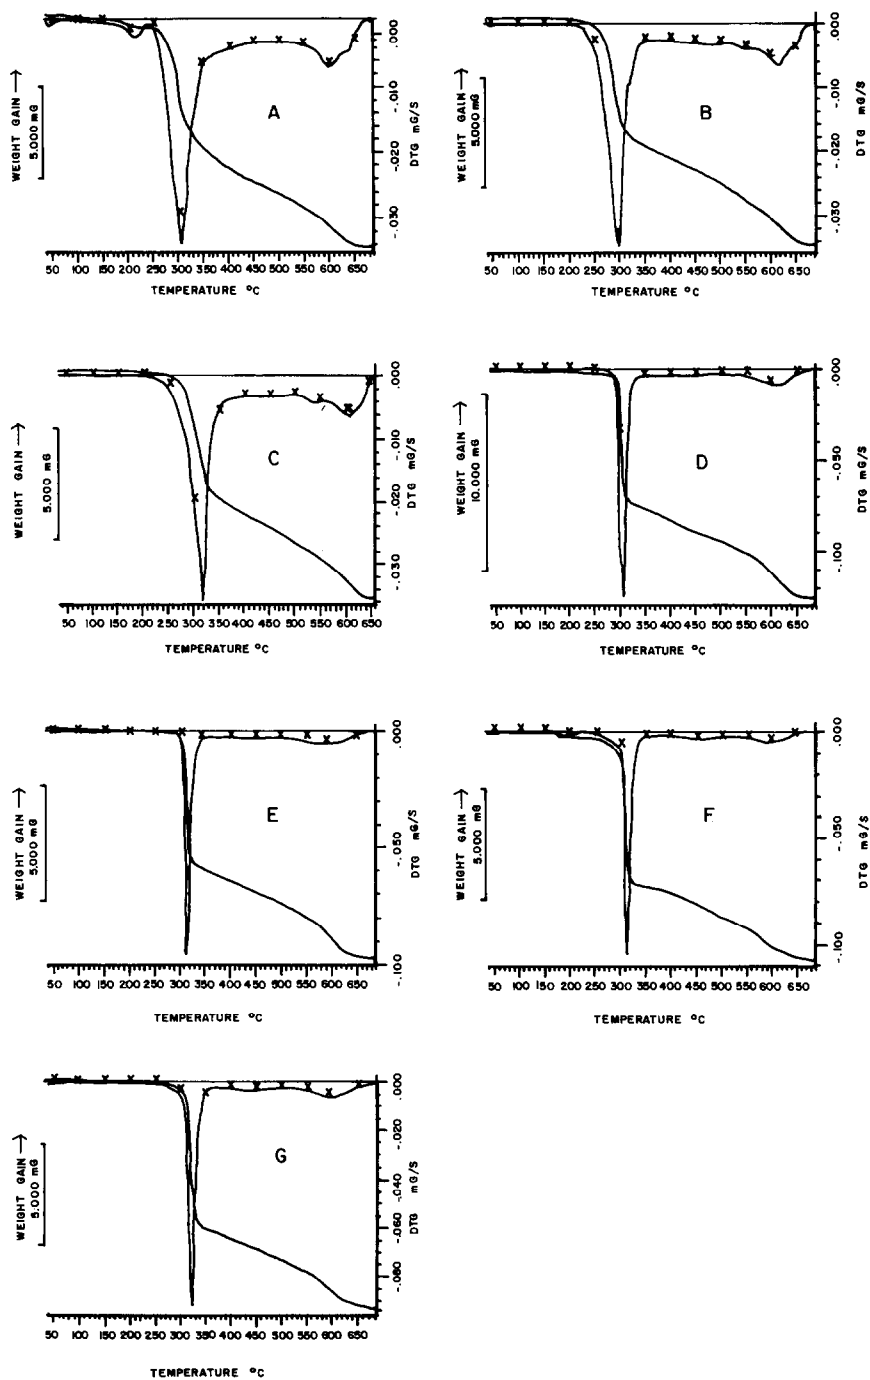 WEIGHT GAIN →
5.000 mG
A
.000
-.010
-.020
-.030
DTG mG/S
50 100 150 200 250 300 350 400 450 500 550 600 650
TEMPERATURE °C
WEIGHT GAIN →
5.000 mG
B
.000
-.010
-.020
-.030
DTG mG/S
50 100 150 200 250 300 350 400 450 500 550 600 650
TEMPERATURE °C
WEIGHT GAIN →
5.000 mG
C
.000
-.010
-.020
-.030
DTG mG/S
50 100 150 200 250 300 350 400 450 500 550 600 650
TEMPERATURE °C
WEIGHT GAIN →
10.000 mG
D
.000
-.050
-.100
DTG mG/S
50 100 150 200 250 300 350 400 450 500 550 600 650
TEMPERATURE °C
WEIGHT GAIN →
5.000 mG
E
.000
-.050
-.100
DTG mG/S
50 100 150 200 250 300 350 400 450 500 550 600 650
TEMPERATURE °C
WEIGHT GAIN →
5.000 mG
F
.000
-.050
-.100
DTG mG/S
50 100 150 200 250 300 350 400 450 500 550 600 650
TEMPERATURE °C
WEIGHT GAIN →
5.000 mG
G
.000
-.020
-.040
-.060
-.080
DTG mG/S
50 100 150 200 250 300 350 400 450 500 550 600 650
TEMPERATURE °C